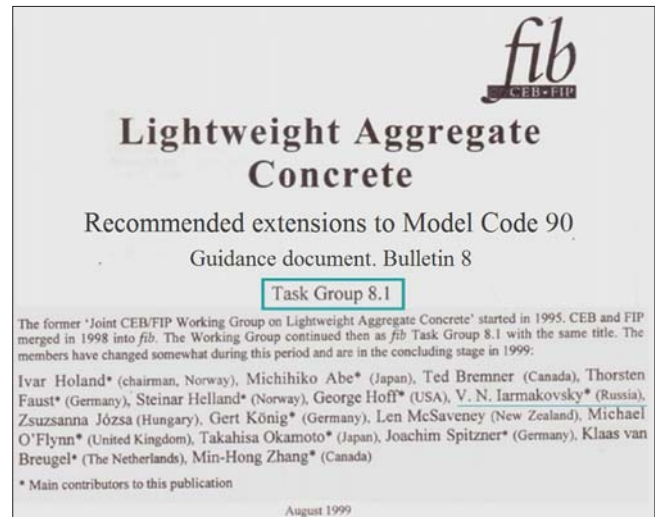 fib
CEB-FIP
Lightweight Aggregate
Concrete
Recommended extensions to Model Code 90
Guidance document. Bulletin 8
Task Group 8.1
The former 'Joint CEB/FIP Working Group on Lightweight Aggregate Concrete' started in 1995. CEB and FIP
merged in 1998 into fib. The Working Group continued then as fib Task Group 8.1 with the same title. The
members have changed somewhat during this period and are in the concluding stage in 1999:
Ivar Holand* (chairman, Norway), Michihiko Abe* (Japan), Ted Bremner (Canada), Thorsten
Faust* (Germany), Steinar Helland* (Norway), George Hoff* (USA), V. N. Iarmakovsky* (Russia),
Zsuzsanna Józsa (Hungary), Gert König* (Germany), Len McSaveney (New Zealand), Michael
O'Flynn* (United Kingdom), Takahisa Okamoto* (Japan), Joachim Spitzner* (Germany), Klaas van
Breugel* (The Netherlands), Min-Hong Zhang* (Canada)
* Main contributors to this publication
August 1999